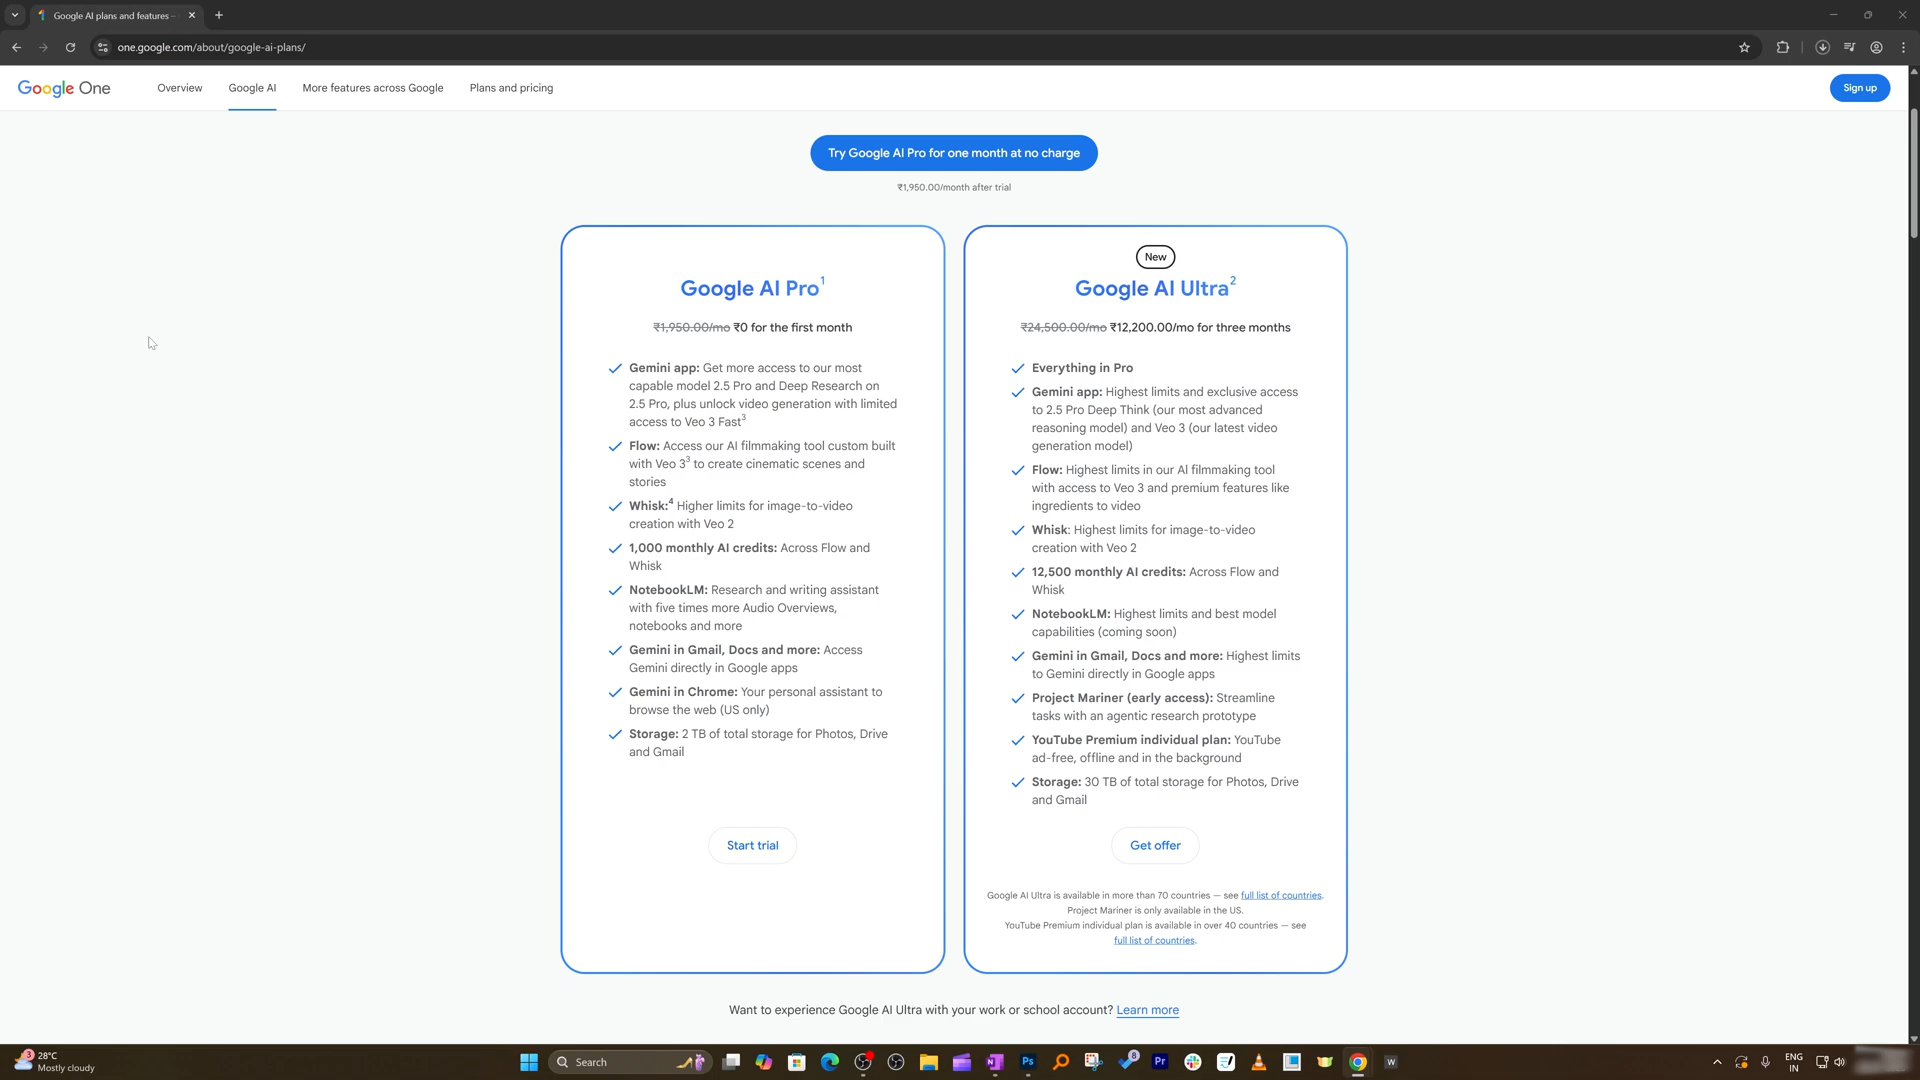 Google AI plans and features –
one.google.com/about/google-ai-plans/
Google One
Overview
Google AI
More features across Google
Plans and pricing
Sign up
Try Google AI Pro for one month at no charge
₹1,950.00/month after trial
Google AI Pro1
₹1,950.00/mo ₹0 for the first month
Gemini app: Get more access to our most
capable model 2.5 Pro and Deep Research on
2.5 Pro, plus unlock video generation with limited
access to Veo 3 Fast3
Flow: Access our AI filmmaking tool custom built
with Veo 33 to create cinematic scenes and
stories
Whisk:4 Higher limits for image-to-video
creation with Veo 2
1,000 monthly AI credits: Across Flow and
Whisk
NotebookLM: Research and writing assistant
with five times more Audio Overviews,
notebooks and more
Gemini in Gmail, Docs and more: Access
Gemini directly in Google apps
Gemini in Chrome: Your personal assistant to
browse the web (US only)
Storage: 2 TB of total storage for Photos, Drive
and Gmail
Start trial
New
Google AI Ultra2
₹24,500.00/mo ₹12,200.00/mo for three months
Everything in Pro
Gemini app: Highest limits and exclusive access
to 2.5 Pro Deep Think (our most advanced
reasoning model) and Veo 3 (our latest video
generation model)
Flow: Highest limits in our AI filmmaking tool
with access to Veo 3 and premium features like
ingredients to video
Whisk: Highest limits for image-to-video
creation with Veo 2
12,500 monthly AI credits: Across Flow and
Whisk
NotebookLM: Highest limits and best model
capabilities (coming soon)
Gemini in Gmail, Docs and more: Highest limits
to Gemini directly in Google apps
Project Mariner (early access): Streamline
tasks with an agentic research prototype
YouTube Premium individual plan: YouTube
ad-free, offline and in the background
Storage: 30 TB of total storage for Photos, Drive
and Gmail
Get offer
Google AI Ultra is available in more than 70 countries — see full list of countries.
Project Mariner is only available in the US.
YouTube Premium individual plan is available in over 40 countries — see
full list of countries.
Want to experience Google AI Ultra with your work or school account? Learn more
3
28°C
Mostly cloudy
Search
N
Ps
8
Pr
W
ENG
IN